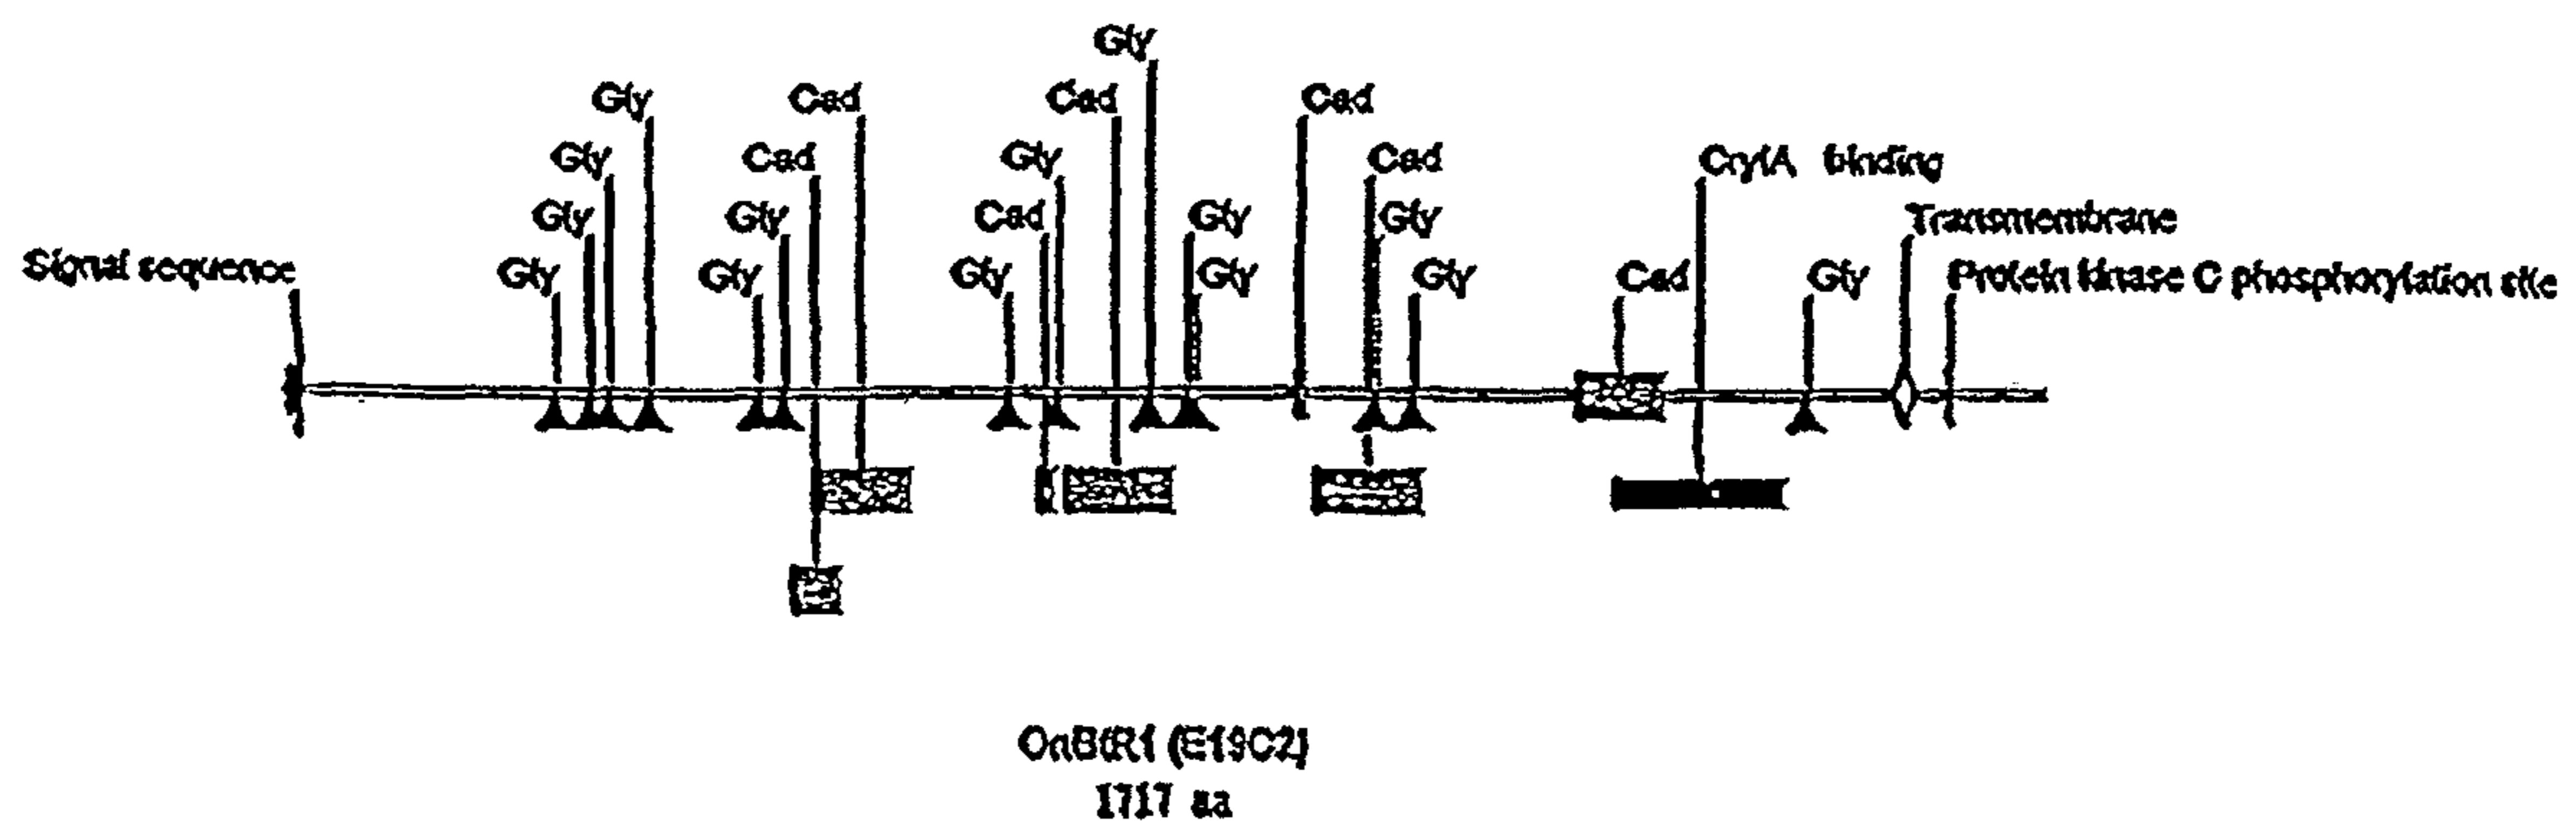 Gly
Gly Cad Cad Cad
Gly Cad Gly Cad Cry1A binding
Gly Gly Cad Gly Gly Transmembrane
Signal sequence Gly Gly Gly Gly Gly Cad Gly Protein kinase C phosphorylation site
OnBtR1 (E19C2)
1717 aa